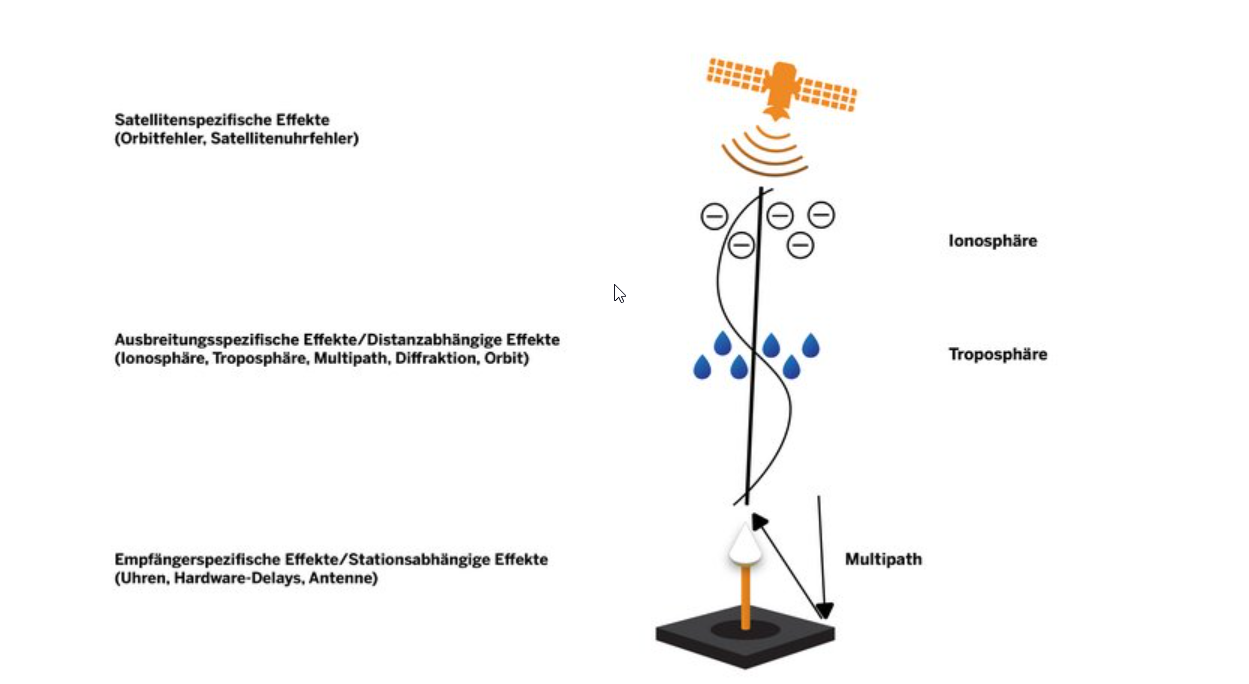 Satellitenspezifische Effekte
(Orbitfehler, Satellitenuhrfehler)
Ionosphäre
Ausbreitungsspezifische Effekte/Distanzabhängige Effekte
(Ionosphäre, Troposphäre, Multipath, Diffraktion, Orbit)
Troposphäre
Empfängerspezifische Effekte/Stationsabhängige Effekte
(Uhren, Hardware-Delays, Antenne)
Multipath